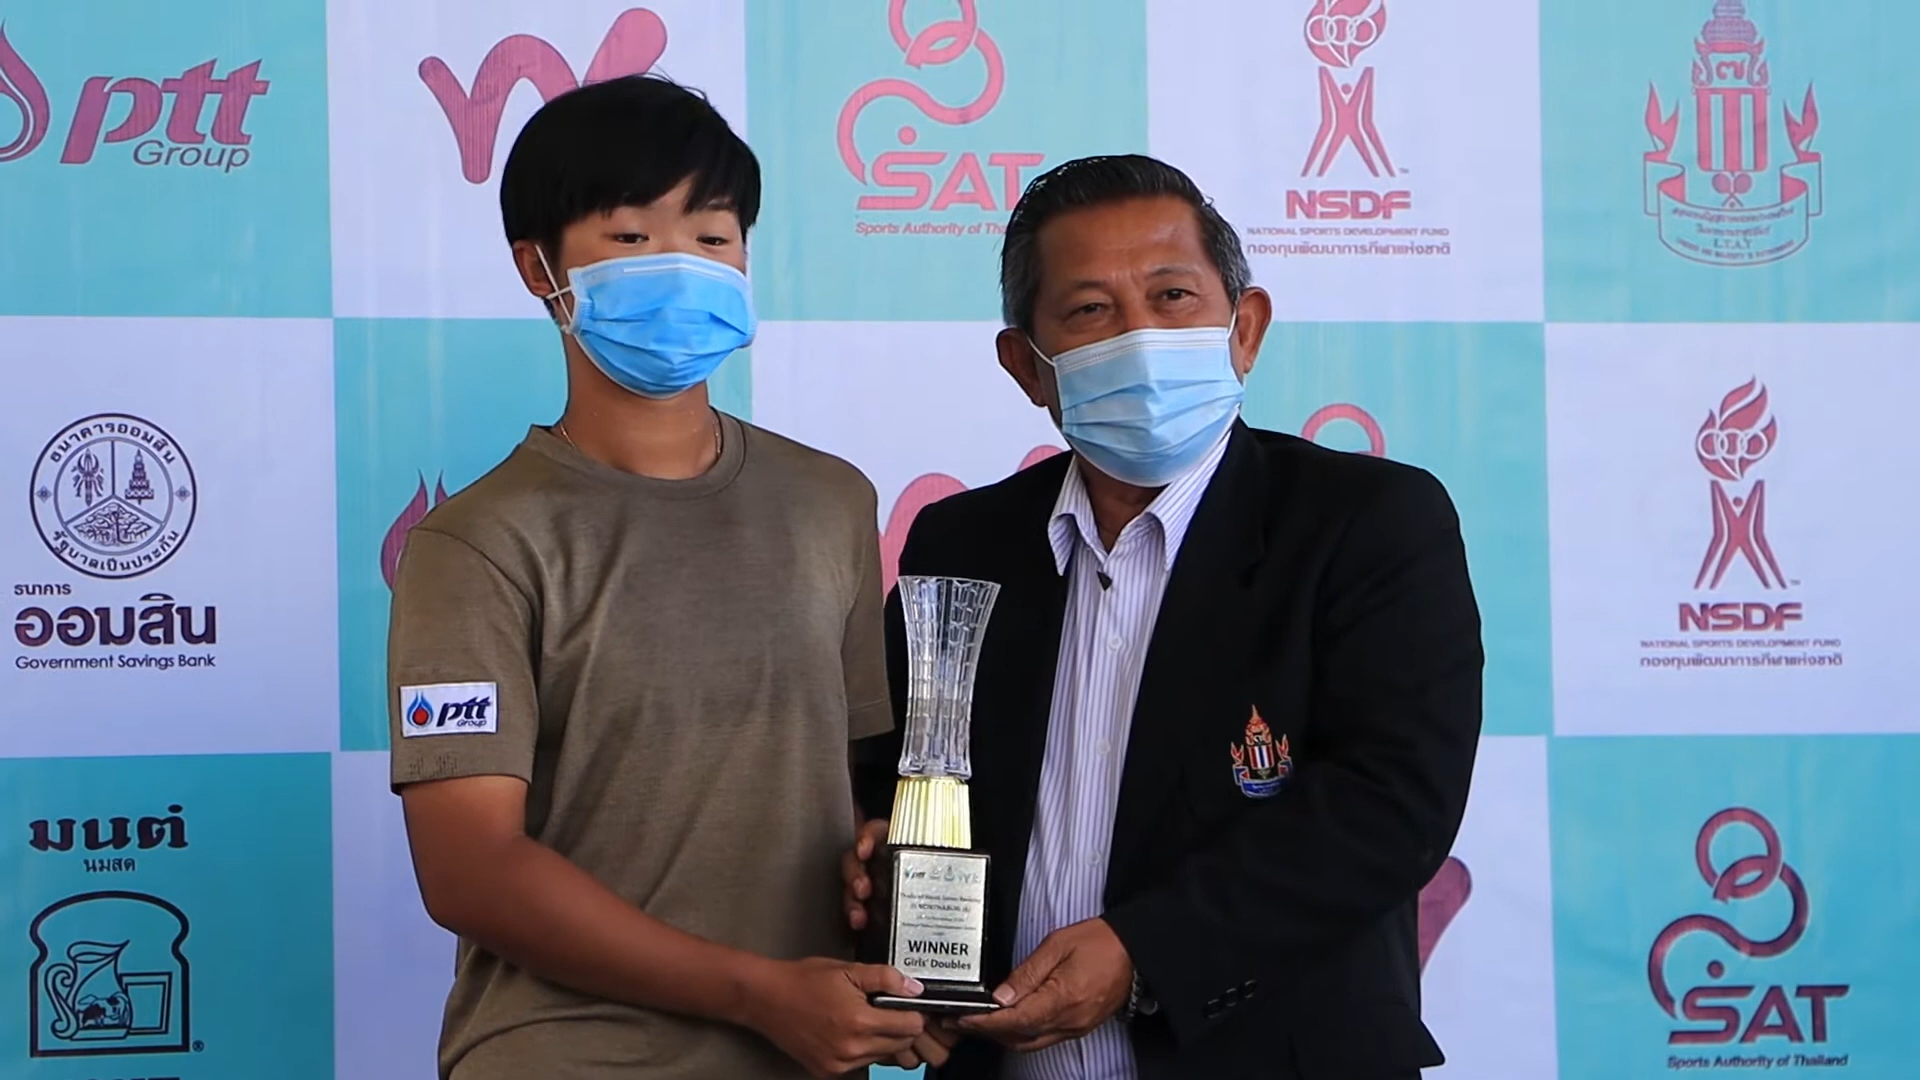 ptt
Group
SAT
Sports Authority of
NSDF
NATIONAL SPORTS DEVELOPMENT FUND
กองทุนพัฒนาการกีฬาแห่งชาติ
L.T.A.T
ธนาคารออมสิน
รัฐบาลเป็นประกัน
ธนาคาร
ออมสิน
Government Savings Bank
ptt
Group
NSDF
NATIONAL SPORTS DEVELOPMENT FUND
กองทุนพัฒนาการกีฬาแห่งชาติ
มนต์
นมสด
ptt
WINNER
Girls' Doubles
SAT
Sports Authority of Thailand